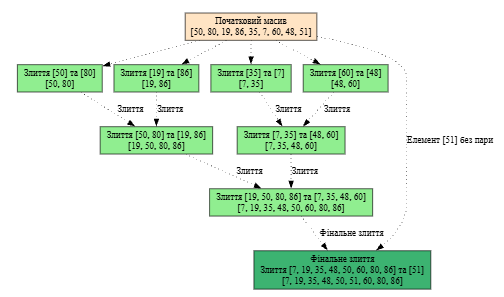 Початковий масив
[50, 80, 19, 86, 35, 7, 60, 48, 51]
Злиття [50] та [80]
[50, 80]
Злиття [19] та [86]
[19, 86]
Злиття [35] та [7]
[7, 35]
Злиття [60] та [48]
[48, 60]
Злиття
Злиття
Злиття
Злиття
Злиття [50, 80] та [19, 86]
[19, 50, 80, 86]
Злиття [7, 35] та [48, 60]
[7, 35, 48, 60]
Елемент [51] без пари
Злиття
Злиття
Злиття [19, 50, 80, 86] та [7, 35, 48, 60]
[7, 19, 35, 48, 50, 60, 80, 86]
Фінальне злиття
Фінальне злиття
Злиття [7, 19, 35, 48, 50, 60, 80, 86] та [51]
[7, 19, 35, 48, 50, 51, 60, 80, 86]